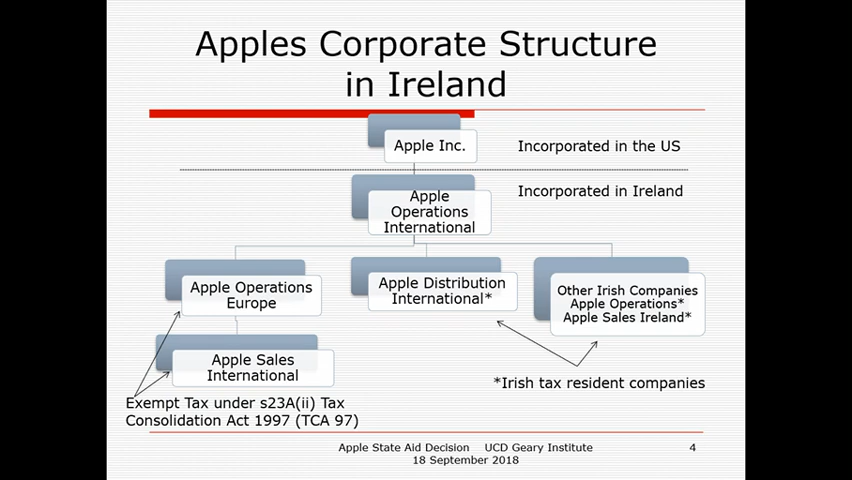 Apples Corporate Structure
in Ireland
Apple Inc.
Incorporated in the US
Incorporated in Ireland
Apple
Operations
International
Apple Operations
Europe
Apple Distribution
International*
Other Irish Companies
Apple Operations*
Apple Sales Ireland*
Apple Sales
International
*Irish tax resident companies
Exempt Tax under s23A(ii) Tax
Consolidation Act 1997 (TCA 97)
Apple State Aid Decision UCD Geary Institute
18 September 2018
4